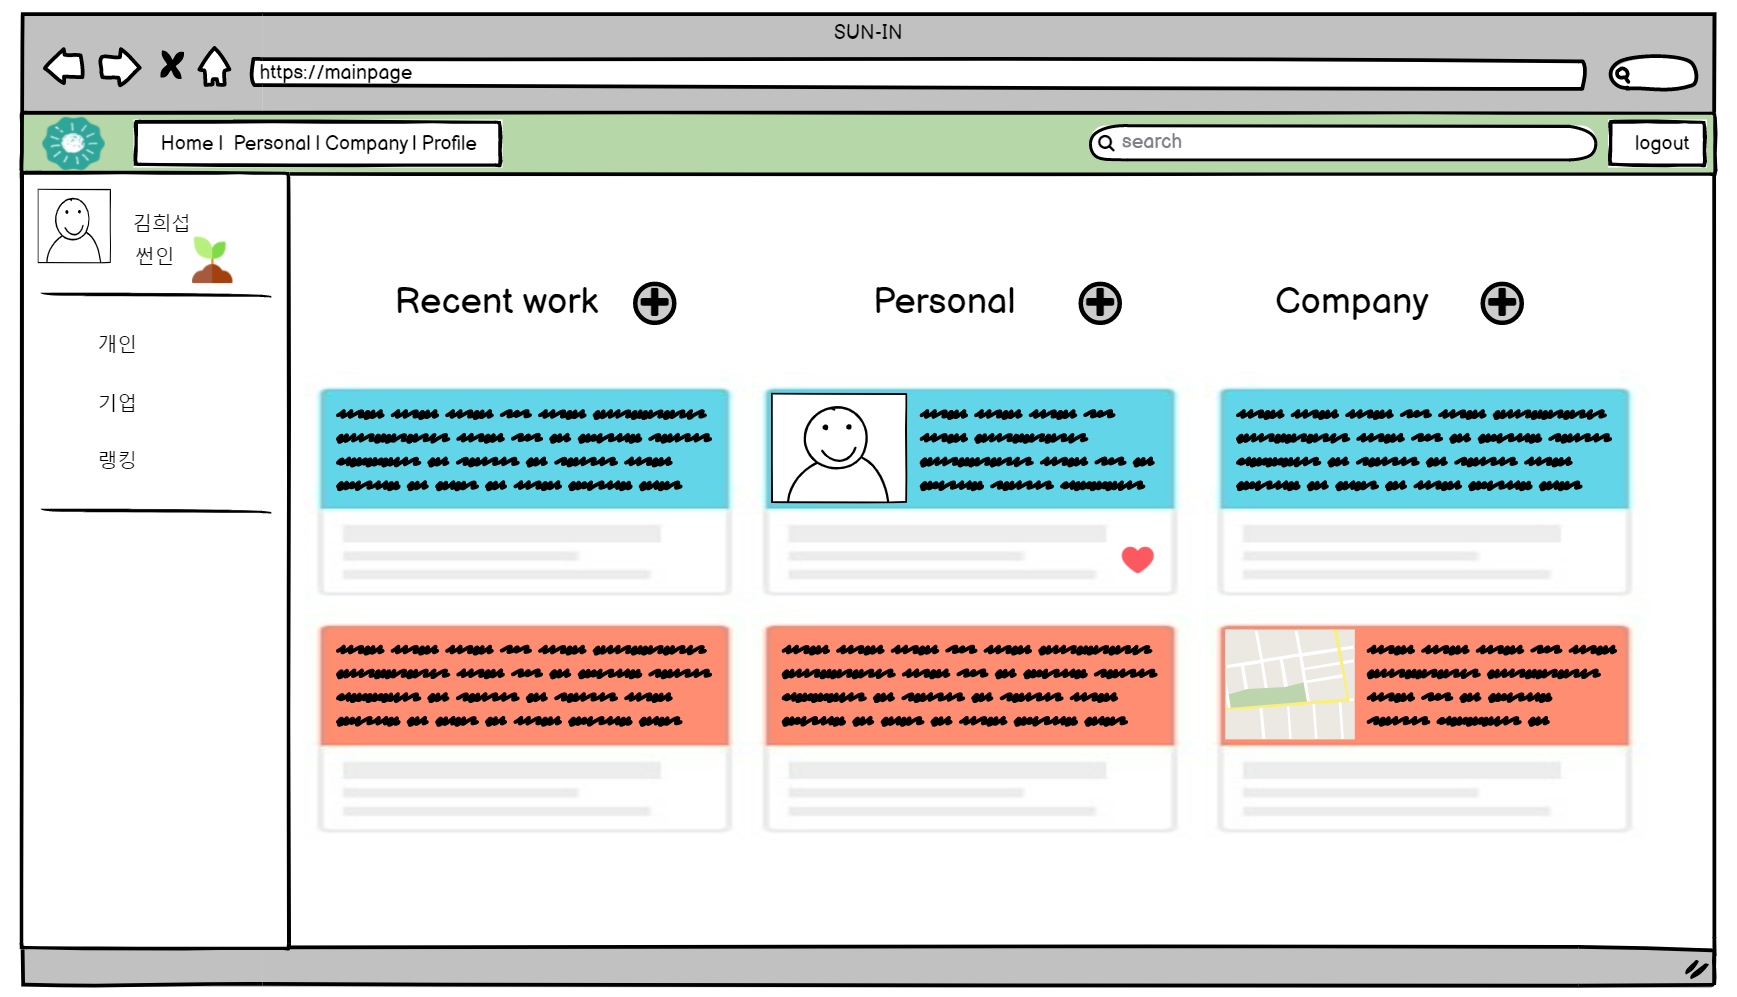 SUN-IN
https://mainpage
Home | Personal | Company | Profile
search
logout
김희섭
썬인
개인
기업
랭킹
Recent work
Personal
Company